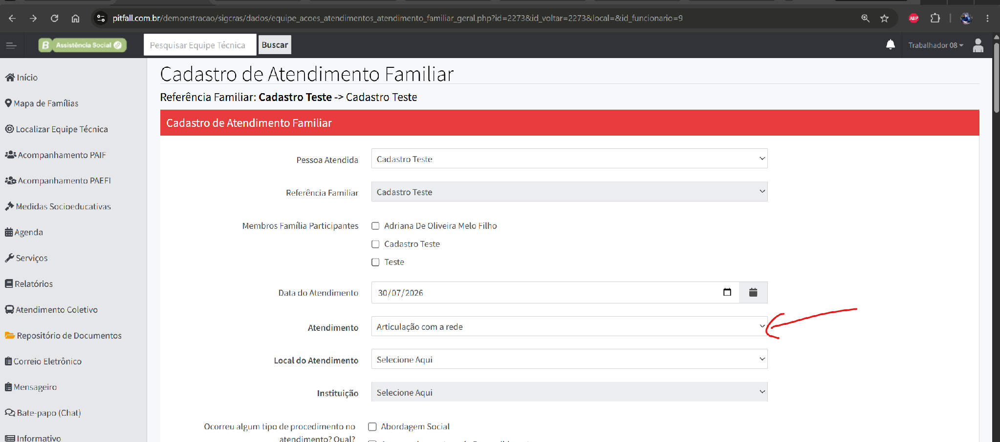 pitfall.com.br/demonstracao/sigcras/dados/equipe_acoes_atendimentos_atendimento_familiar_geral.php?id=2273&id_voltar=2273&local=&id_funcionario=9
ABP
B Assistência Social
Pesquisar Equipe Técnica
Buscar
Trabalhador 08
Início
Mapa de Famílias
Localizar Equipe Técnica
Acompanhamento PAIF
Acompanhamento PAEFI
Medidas Socioeducativas
Agenda
Serviços
Relatórios
Atendimento Coletivo
Repositório de Documentos
Correio Eletrônico
Mensageiro
Bate-papo (Chat)
Informativo
Cadastro de Atendimento Familiar
Referência Familiar: Cadastro Teste -> Cadastro Teste
Cadastro de Atendimento Familiar
Pessoa Atendida Cadastro Teste
Referência Familiar Cadastro Teste
Membros Família Participantes Adriana De Oliveira Melo Filho
Cadastro Teste
Teste
Data do Atendimento 30/07/2026
Atendimento Articulação com a rede
Local do Atendimento Selecione Aqui
Instituição Selecione Aqui
Ocorreu algum tipo de procedimento no Abordagem Social
atendimento? Qual?